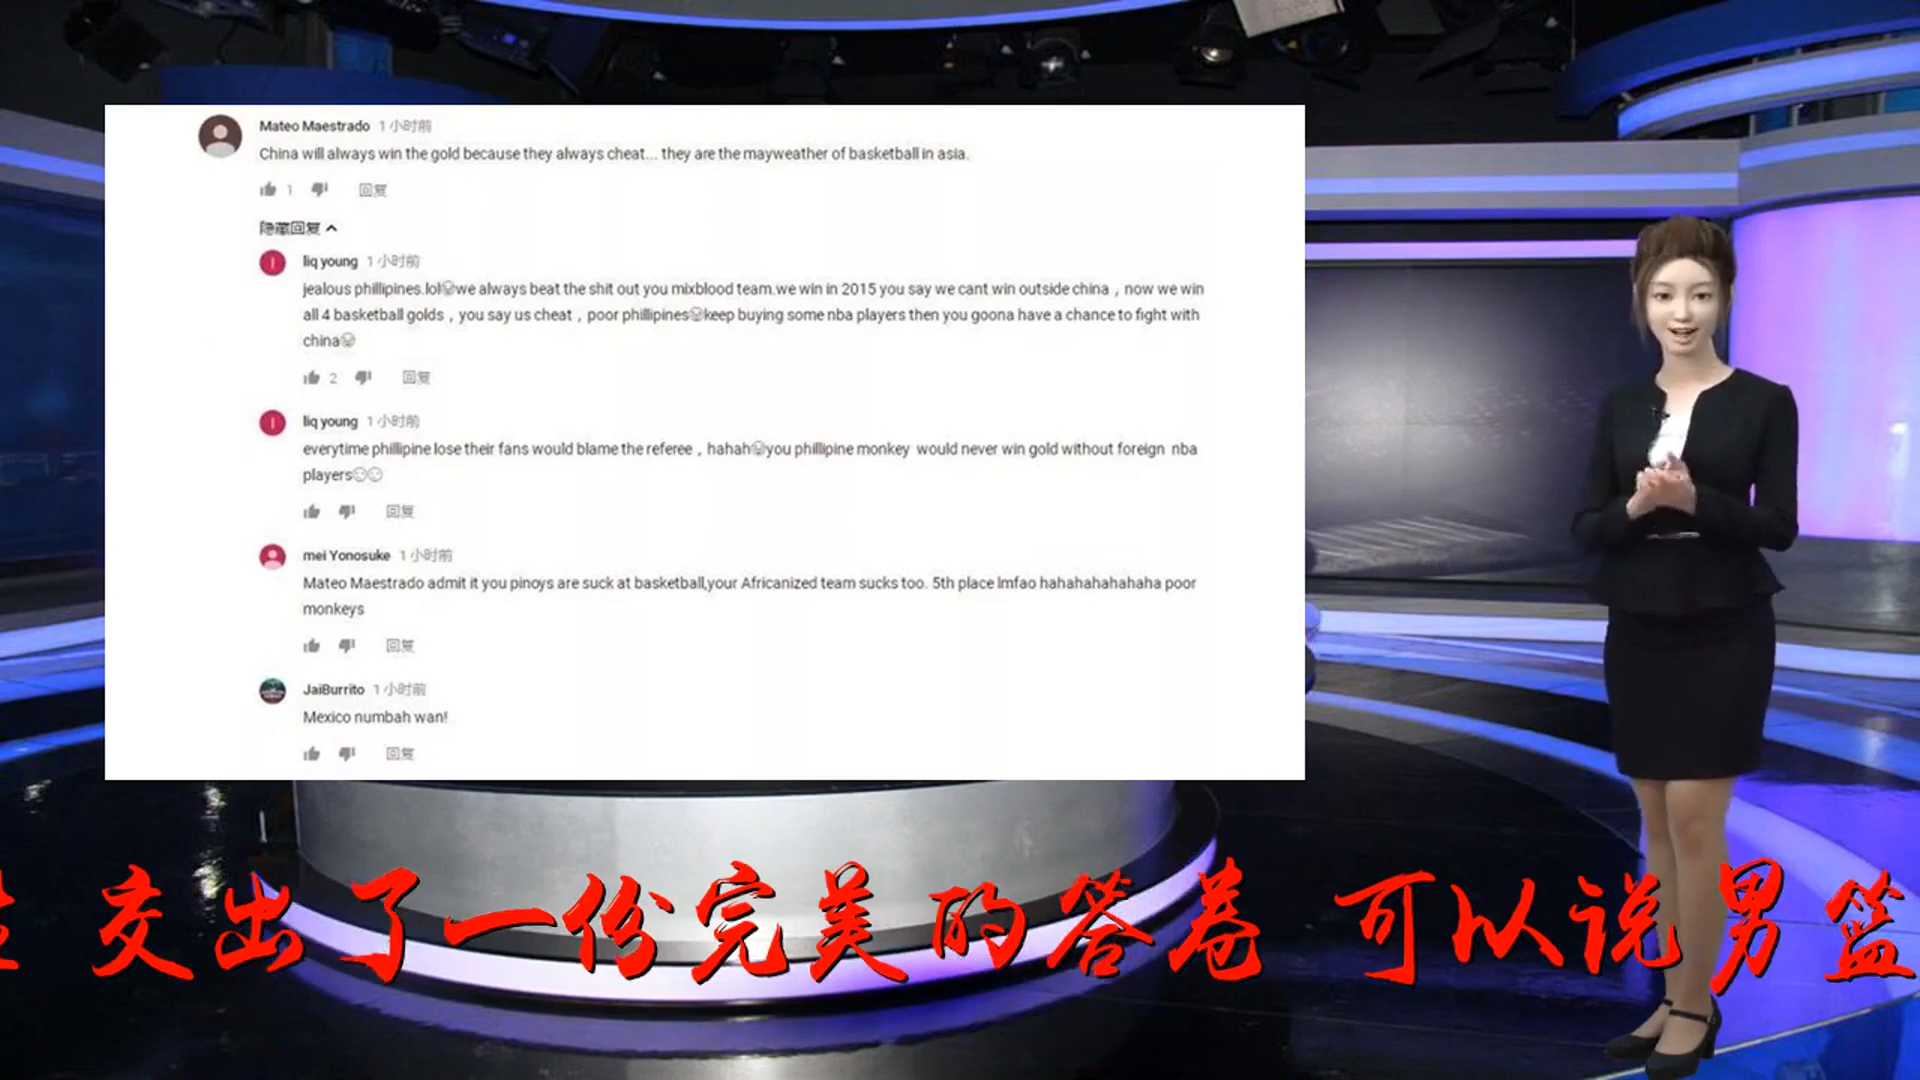 Mateo Maestrado 1 小时前
China will always win the gold because they always cheat... they are the mayweather of basketball in asia.
1 回复
隐藏回复
liq young 1 小时前
jealous phillipines.lol😂we always beat the shit out you mixblood team.we win in 2015 you say we cant win outside china，now we win
all 4 basketball golds，you say us cheat，poor phillipines😂keep buying some nba players then you goona have a chance to fight with
china😂
2 回复
liq young 1 小时前
everytime phillipine lose their fans would blame the referee，hahah😂you phillipine monkey would never win gold without foreign nba
players
回复
mei Yonosuke 1 小时前
Mateo Maestrado admit it you pinoys are suck at basketball,your Africanized team sucks too. 5th place lmfao hahahahahahaha poor
monkeys
回复
JaiBurrito 1 小时前
Mexico numbah wan!
回复
交出了一份完美的答卷 可以说男篮